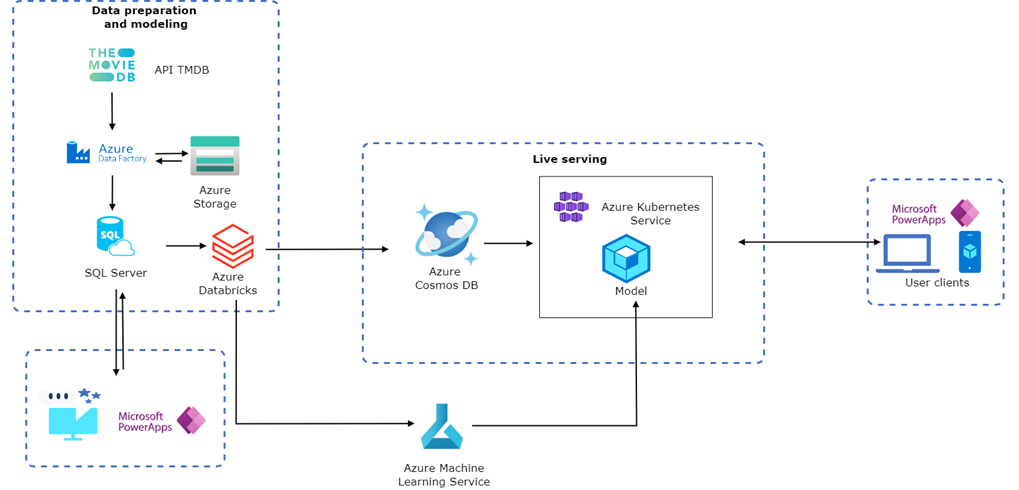 Data preparation
and modeling
THE
MOVIE
DB
API TMDB
Azure
Data Factory
Azure
Storage
SQL
SQL Server
Azure
Databricks
Microsoft
PowerApps
Live serving
Azure
Cosmos DB
Azure Kubernetes
Service
Model
Azure Machine
Learning Service
Microsoft
PowerApps
User clients